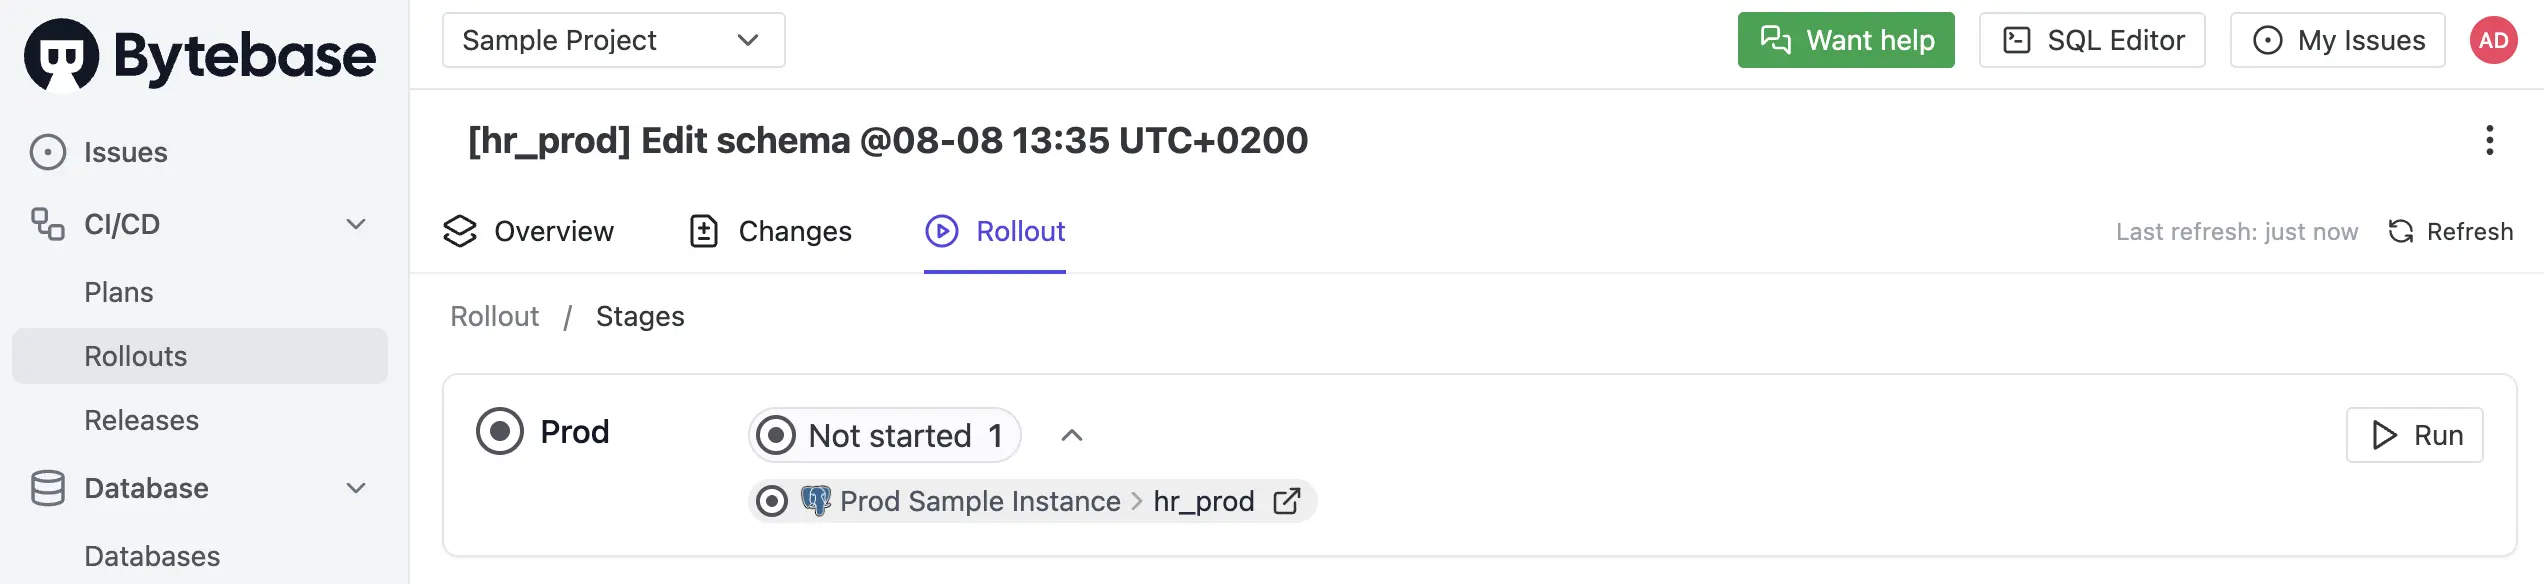 Bytebase
Sample Project
Want help
SQL Editor
My Issues
AD
Issues
CI/CD
Plans
Rollouts
Releases
Database
Databases
[hr_prod] Edit schema @08-08 13:35 UTC+0200
Overview
Changes
Rollout
Last refresh: just now
Refresh
Rollout / Stages
Prod
Not started 1
Run
Prod Sample Instance > hr_prod